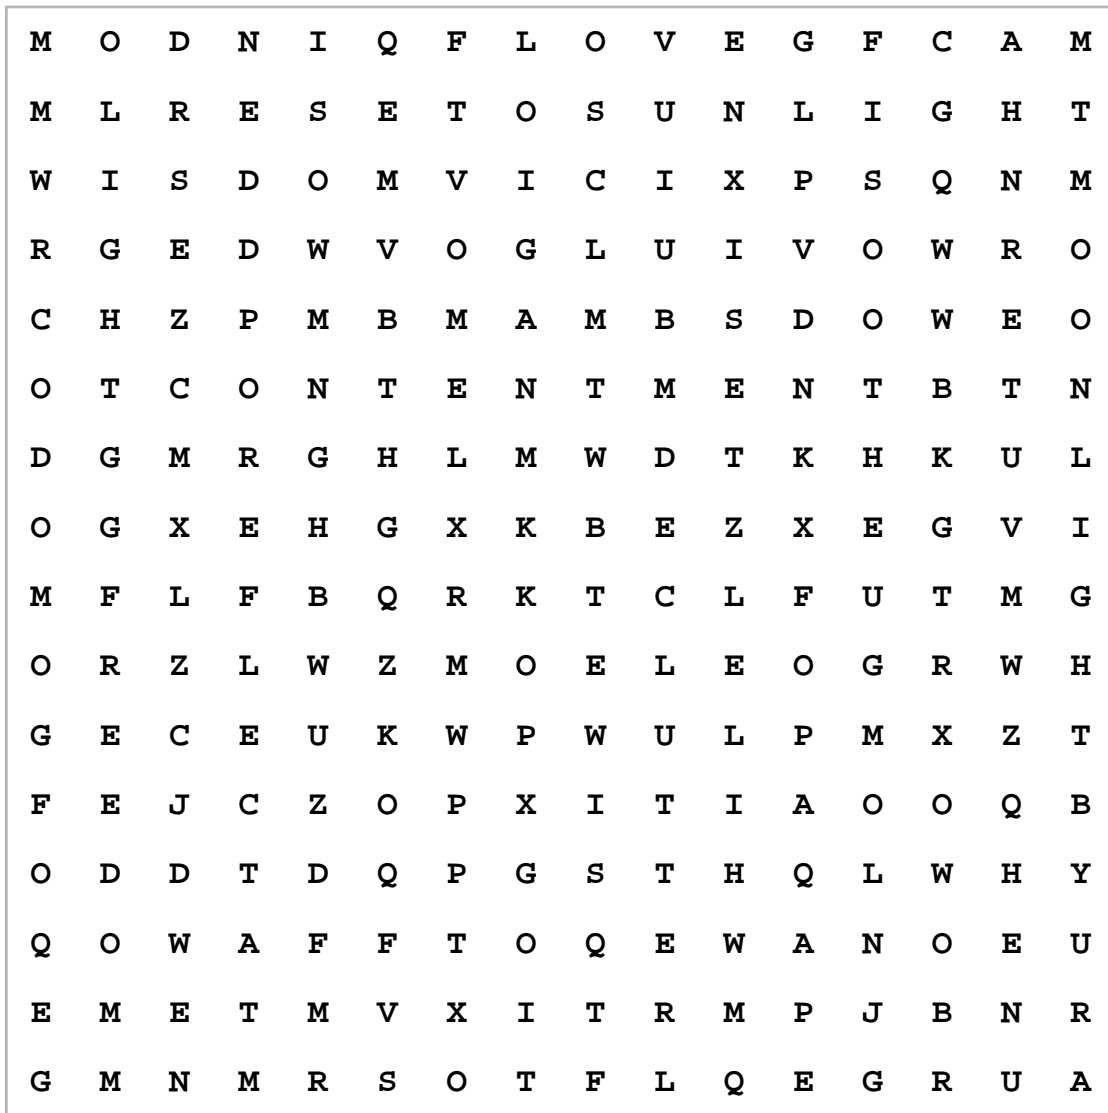 M O D N I Q F L O V E G F C A M
M L R E S E T O S U N L I G H T
W I S D O M V I C I X P S Q N M
R G E D W V O G L U I V O W R O
C H Z P M B M A M B S D O W E O
O T C O N T E N T M E N T B T N
D G M R G H L M W D T K H K U L
O G X E H G X K B E Z X E G V I
M F L F B Q R K T C L F U T M G
O R Z L W Z M O E L E O G R W H
G E C E U K W P W U L P M X Z T
F E J C Z O P X I T I A O O Q B
O D D T D Q P G S T H Q L W H Y
Q O W A F F T O Q E W A N O E U
E M E T M V X I T R M P J B N R
G M N M R S O T F L Q E G R U A